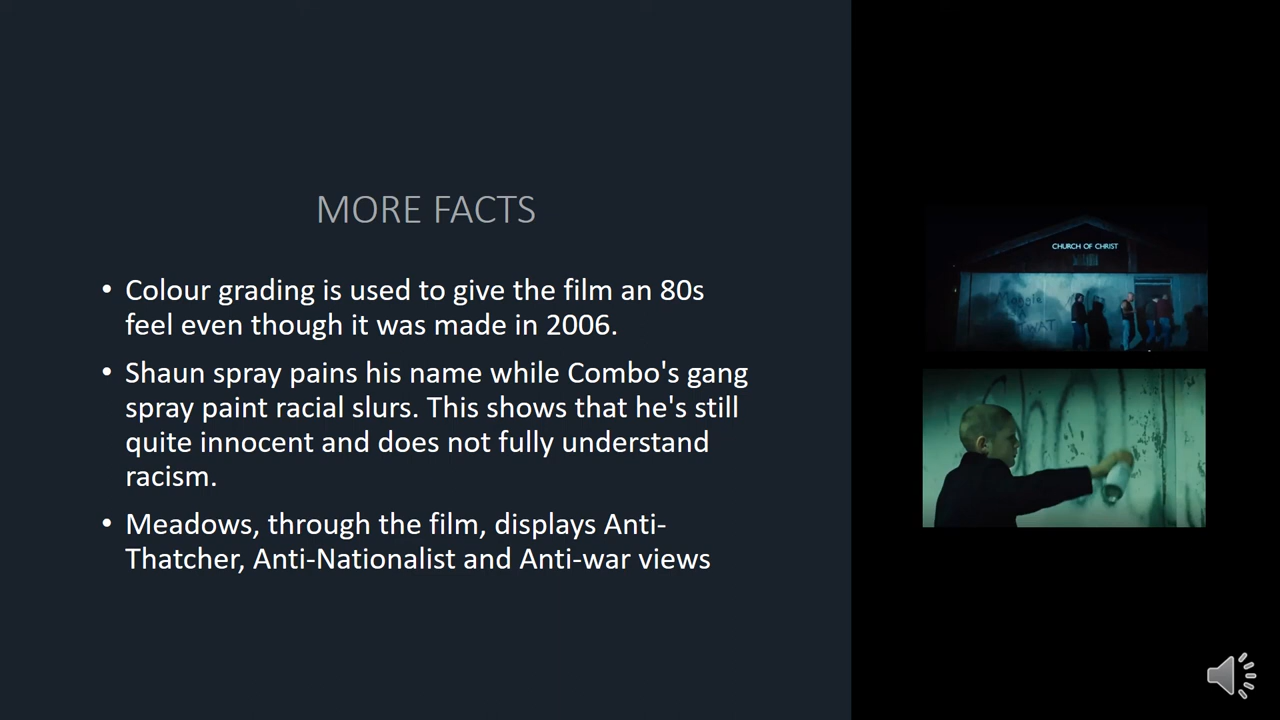 MORE FACTS
• Colour grading is used to give the film an 80s
feel even though it was made in 2006.
• Shaun spray pains his name while Combo's gang
spray paint racial slurs. This shows that he's still
quite innocent and does not fully understand
racism.
• Meadows, through the film, displays Anti-
Thatcher, Anti-Nationalist and Anti-war views
CHURCH OF CHRIST
Maggie
TWAT